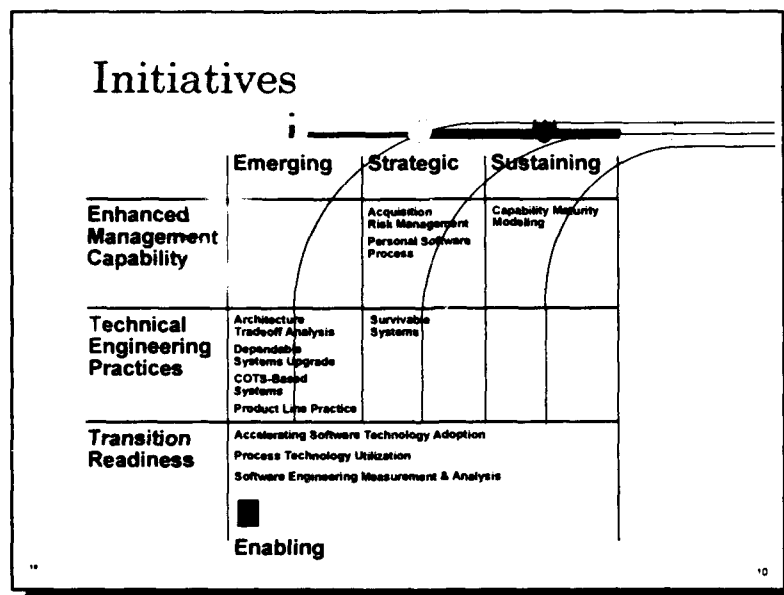 Initiatives
Emerging
Strategic
Sustaining
Enhanced
Management
Capability
Acquisition
Risk Management
Personal Software
Process
Capability Maturity
Modeling
Technical
Engineering
Practices
Architecture
Tradeoff Analysis
Dependable
Systems Upgrade
COTS-Based
Systems
Product Line Practice
Survivable
Systems
Transition
Readiness
Accelerating Software Technology Adoption
Process Technology Utilization
Software Engineering Measurement & Analysis
Enabling
10